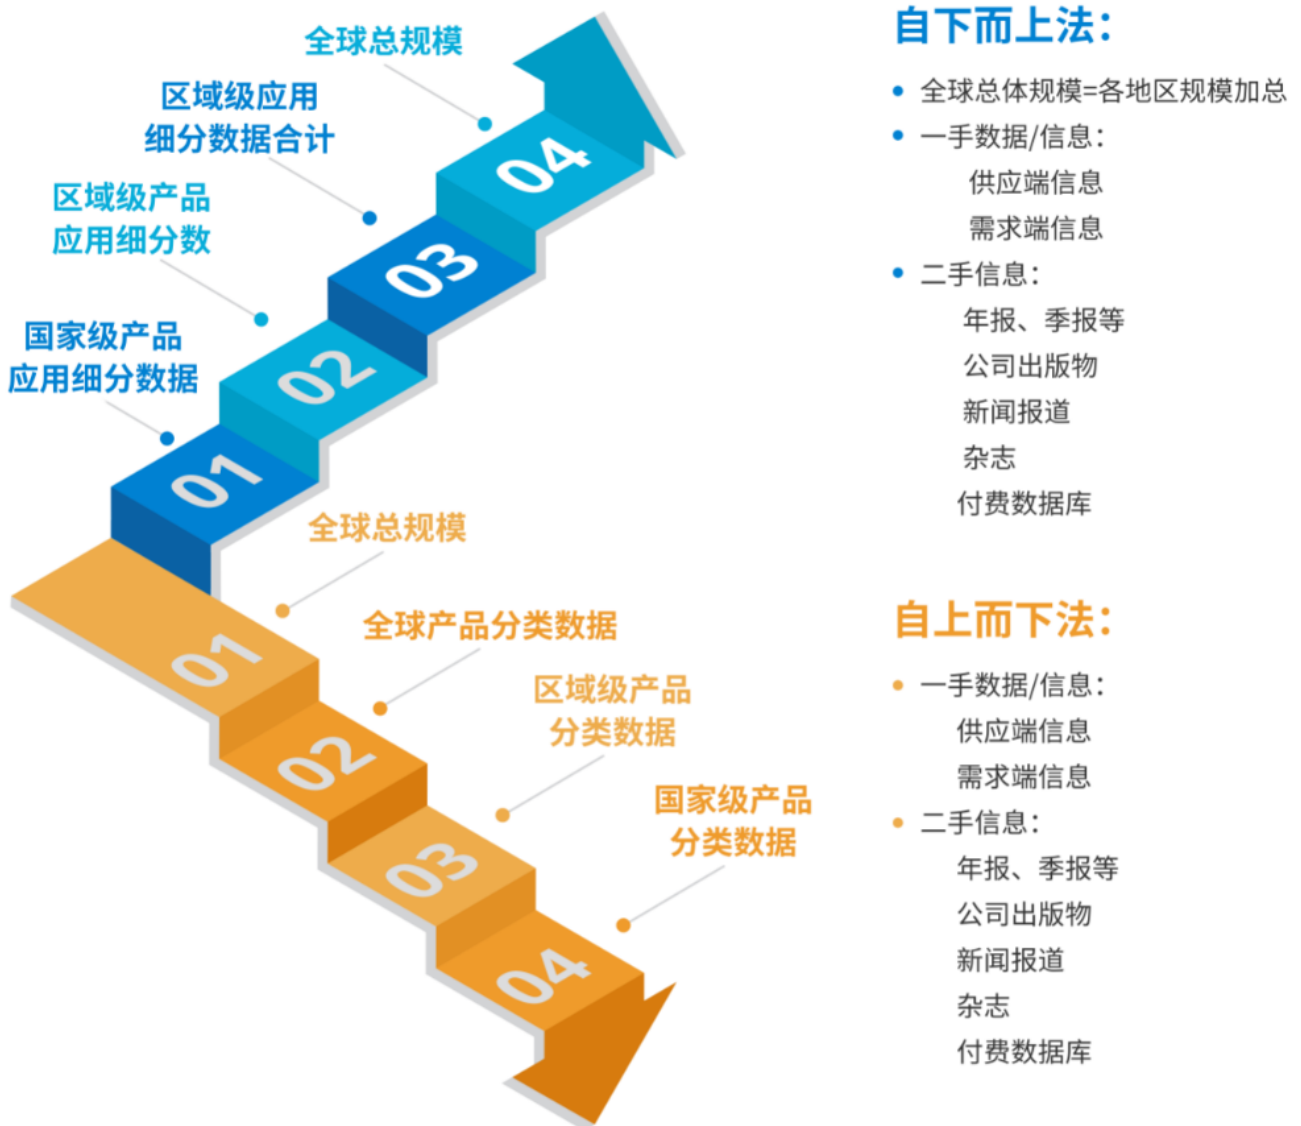 全球总规模
区域级应用
细分数据合计
区域级产品
应用细分数
国家级产品
应用细分数据
04
03
02
01
自下而上法：
全球总体规模=各地区规模加总
一手数据/信息：
供应端信息
需求端信息
二手信息：
年报、季报等
公司出版物
新闻报道
杂志
付费数据库
全球总规模
全球产品分类数据
区域级产品
分类数据
国家级产品
分类数据
01
02
03
04
自上而下法：
一手数据/信息：
供应端信息
需求端信息
二手信息：
年报、季报等
公司出版物
新闻报道
杂志
付费数据库